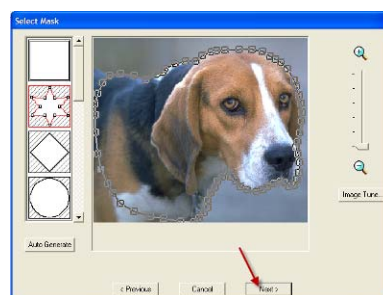 Select Mask
Image Tune...
Auto Generate
< Previous
Cancel
Next >